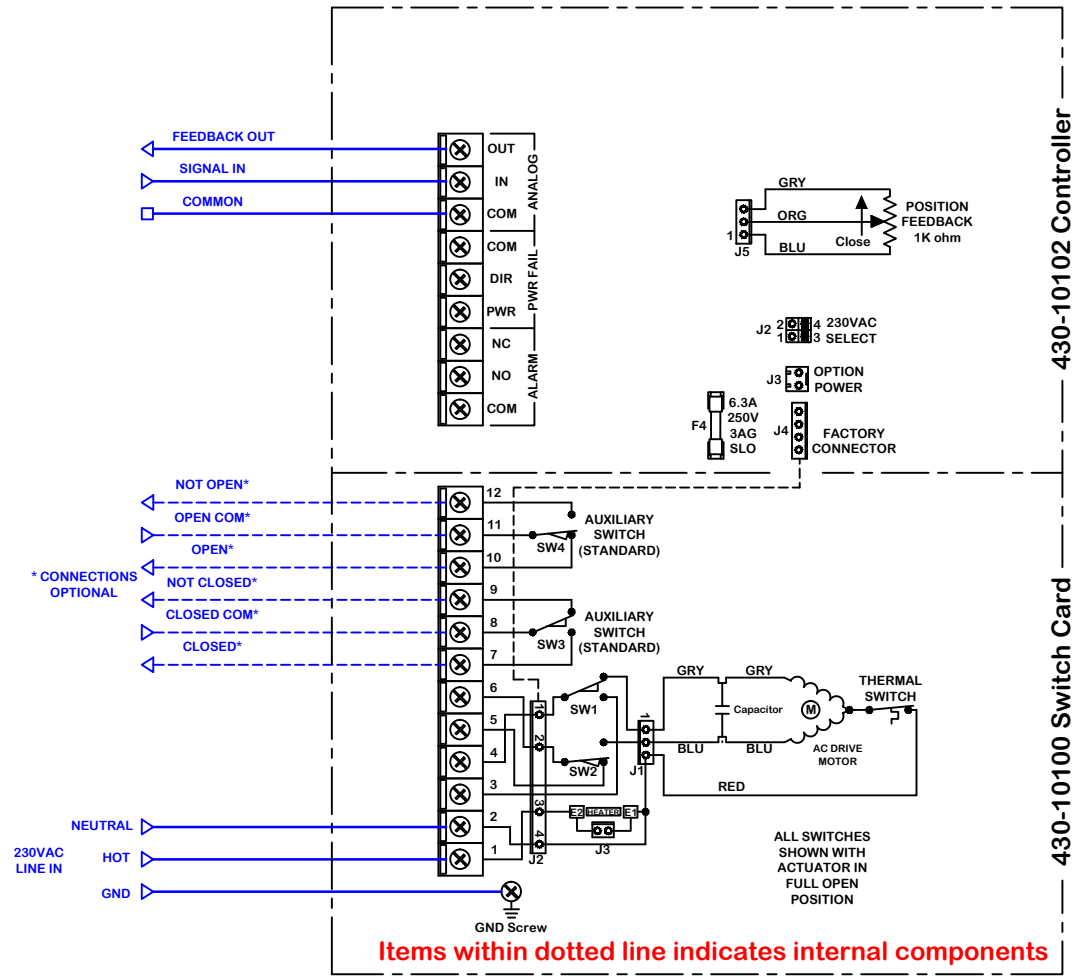 FEEDBACK OUT
SIGNAL IN
COMMON
OUT
IN
COM
ANALOG
COM
DIR
PWR
PWR FAIL
NC
NO
COM
ALARM
GRY
ORG
BLU
1
J5
Close
POSITION
FEEDBACK
1K ohm
J2
2
1
4
3
230VAC
SELECT
J3
OPTION
POWER
F4
6.3A
250V
3AG
SLO
J4
FACTORY
CONNECTOR
430-10102 Controller
NOT OPEN*
OPEN COM*
OPEN*
NOT CLOSED*
CLOSED COM*
CLOSED*
* CONNECTIONS
OPTIONAL
12
11
10
9
8
7
6
5
4
3
2
1
SW4
AUXILIARY
SWITCH
(STANDARD)
SW3
AUXILIARY
SWITCH
(STANDARD)
SW1
SW2
1
2
3
4
J2
1
J1
GRY
GRY
Capacitor
M
BLU
BLU
AC DRIVE
MOTOR
THERMAL
SWITCH
RED
E2
HEATER
E1
J3
NEUTRAL
HOT
230VAC
LINE IN
GND
GND Screw
ALL SWITCHES
SHOWN WITH
ACTUATOR IN
FULL OPEN
POSITION
430-10100 Switch Card
Items within dotted line indicates internal components